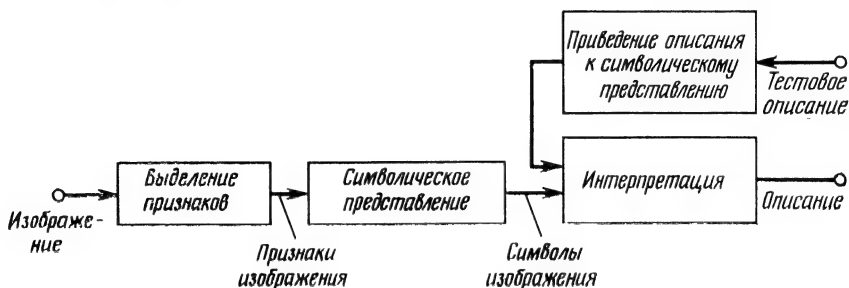 Приведение описания
к символическому
представлению
Тестовое
описание
Выделение
признаков
Символическое
представление
Интерпретация
Изображе-
ние
Описание
Признаки
изображения
Символы
изображения